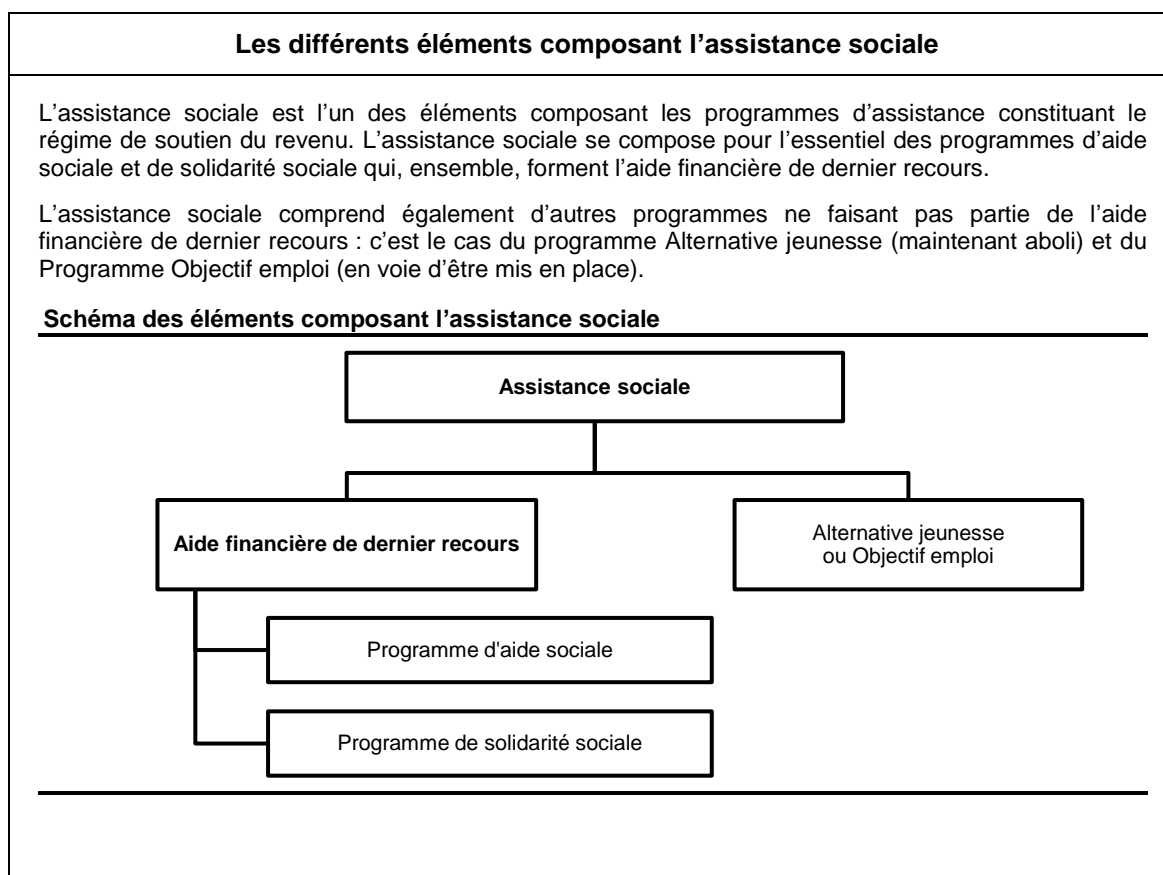 Les différents éléments composant l’assistance sociale
L’assistance sociale est l’un des éléments composant les programmes d’assistance constituant le
régime de soutien du revenu. L’assistance sociale se compose pour l’essentiel des programmes d’aide
sociale et de solidarité sociale qui, ensemble, forment l’aide financière de dernier recours.
L’assistance sociale comprend également d’autres programmes ne faisant pas partie de l’aide
financière de dernier recours : c’est le cas du programme Alternative jeunesse (maintenant aboli) et du
Programme Objectif emploi (en voie d’être mis en place).
Schéma des éléments composant l’assistance sociale
Assistance sociale
Aide financière de dernier recours
Alternative jeunesse
ou Objectif emploi
Programme d'aide sociale
Programme de solidarité sociale